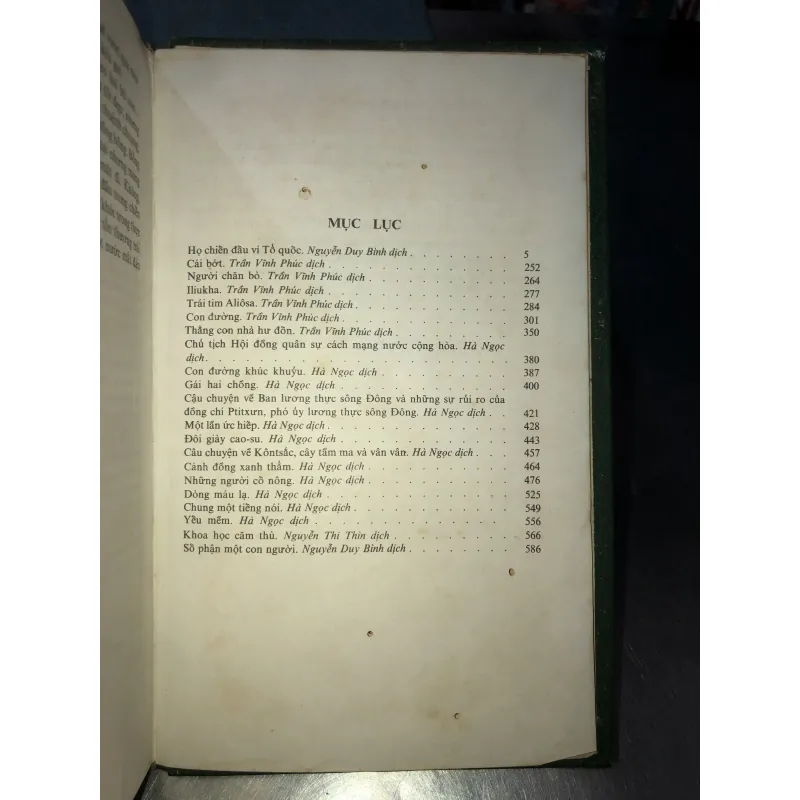 MỤC LỤC
Họ chiến đấu vì Tổ quốc. Nguyễn Duy Bình dịch . . . . . . . . 5
Cái bớt. Trần Vĩnh Phúc dịch . . . . . . . . . . . . 252
Người chăn bò. Trần Vĩnh Phúc dịch . . . . . . . . . . 264
Iliukha. Trần Vĩnh Phúc dịch . . . . . . . . . . . . 277
Trái tim Aliôsa. Trần Vĩnh Phúc dịch . . . . . . . . . . 284
Con đường. Trần Vĩnh Phúc dịch . . . . . . . . . . . 301
Thằng con nhà hư đốn. Trần Vĩnh Phúc dịch . . . . . . . . 350
Chủ tịch Hội đồng quân sự cách mạng nước cộng hòa. Hà Ngọc
dịch . . . . . . . . . . . . . . . . . . . 380
Con đường khúc khuỷu. Hà Ngọc dịch . . . . . . . . . . 387
Gái hai chồng. Hà Ngọc dịch . . . . . . . . . . . . 400
Câu chuyện về Ban lương thực sông Đông và những sự rủi ro của
đồng chí Ptitxưn, phó ủy lương thực sông Đông. Hà Ngọc dịch . . 421
Một lần ức hiếp. Hà Ngọc dịch . . . . . . . . . . . . 428
Đôi giày cao-su. Hà Ngọc dịch . . . . . . . . . . . . 443
Câu chuyện về Kôntsắc, cây tầm ma và vân vân. Hà Ngọc dịch . . . 457
Cánh đồng xanh thắm. Hà Ngọc dịch . . . . . . . . . . 464
Những người cố nông. Hà Ngọc dịch . . . . . . . . . . 476
Dòng máu lạ. Hà Ngọc dịch . . . . . . . . . . . . . 525
Chung một tiếng nói. Hà Ngọc dịch . . . . . . . . . . 549
Yếu mềm. Hà Ngọc dịch . . . . . . . . . . . . . 556
Khoa học căm thù. Nguyễn Thị Thìn dịch . . . . . . . . . 566
Số phận một con người. Nguyễn Duy Bình dịch . . . . . . . . 586